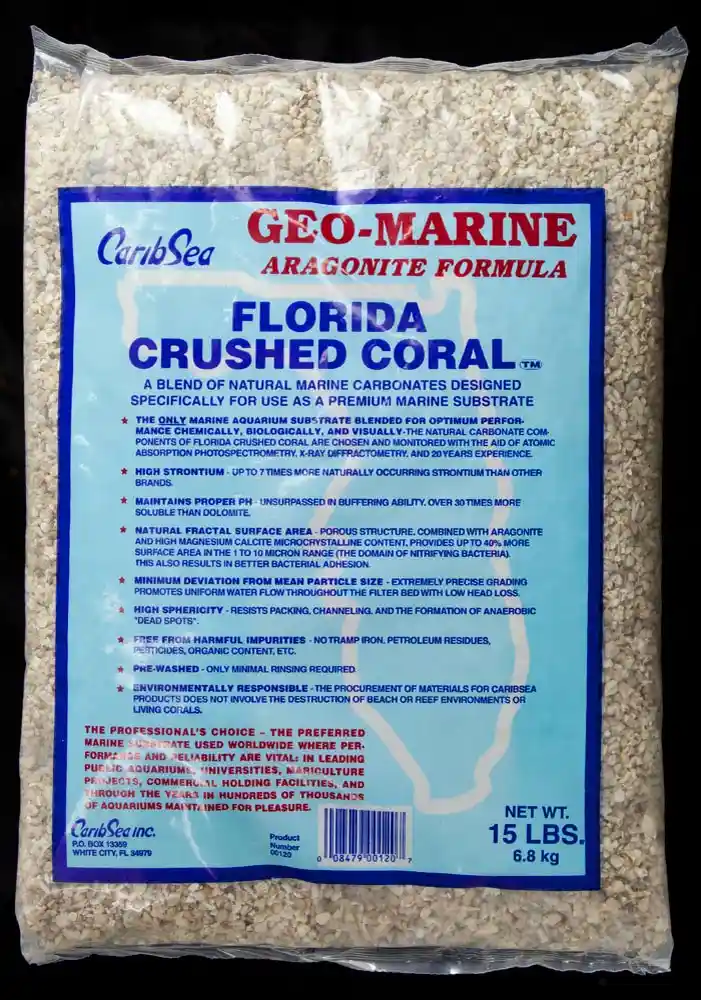 CaribSea
GEO-MARINE
ARAGONITE FORMULA
FLORIDA
CRUSHED CORAL TM
A BLEND OF NATURAL MARINE CARBONATES DESIGNED
SPECIFICALLY FOR USE AS A PREMIUM MARINE SUBSTRATE
★ THE ONLY MARINE AQUARIUM SUBSTRATE BLENDED FOR OPTIMUM PERFOR-
MANCE CHEMICALLY, BIOLOGICALLY, AND VISUALLY-THE NATURAL CARBONATE COM-
PONENTS OF FLORIDA CRUSHED CORAL ARE CHOSEN AND MONITORED WITH THE AID OF ATOMIC
ABSORPTION PHOTOSPECTROMETRY, X-RAY DIFFRACTOMETRY, AND 20 YEARS EXPERIENCE.
★ HIGH STRONTIUM - UP TO 7 TIMES MORE NATURALLY OCCURRING STRONTIUM THAN OTHER
BRANDS.
★ MAINTAINS PROPER PH - UNSURPASSED IN BUFFERING ABILITY. OVER 30 TIMES MORE
SOLUBLE THAN DOLOMITE.
★ NATURAL FRACTAL SURFACE AREA - POROUS STRUCTURE. COMBINED WITH ARAGONITE
AND HIGH MAGNESIUM CALCITE MICROCRYSTALLINE CONTENT, PROVIDES UP TO 40% MORE
SURFACE AREA IN THE 1 TO 10 MICRON RANGE (THE DOMAIN OF NITRIFYING BACTERIA).
THIS ALSO RESULTS IN BETTER BACTERIAL ADHESION.
★ MINIMUM DEVIATION FROM MEAN PARTICLE SIZE - EXTREMELY PRECISE GRADING
PROMOTES UNIFORM WATER FLOW THROUGHOUT THE FILTER BED WITH LOW HEAD LOSS.
★ HIGH SPHERICITY - RESISTS PACKING, CHANNELING, AND THE FORMATION OF ANAEROBIC
"DEAD SPOTS".
★ FREE FROM HARMFUL IMPURITIES - NO TRAMP IRON, PETROLEUM RESIDUES,
PESTICIDES, ORGANIC CONTENT, ETC.
★ PRE-WASHED - ONLY MINIMAL RINSING REQUIRED
★ ENVIRONMENTALLY RESPONSIBLE - THE PROCUREMENT OF MATERIALS FOR CARIBSEA
PRODUCTS DOES NOT INVOLVE THE DESTRUCTION OF BEACH OR REEF ENVIRONMENTS OR
LIVING CORALS.
THE PROFESSIONAL'S CHOICE - THE PREFERRED
MARINE SUBSTRATE USED WORLDWIDE WHERE PER-
FORMANCE AND RELIABILITY ARE VITAL: IN LEADING
PUBLIC AQUARIUMS, UNIVERSITIES, MARICULTURE
PROJECTS, COMMERCIAL HOLDING FACILITIES, AND
THROUGH THE YEARS IN HUNDREDS OF THOUSANDS
OF AQUARIUMS MAINTAINED FOR PLEASURE.
CaribSea inc.
P.O. BOX 13359
WHITE CITY, FL 34979
Product
Number
00120
0 08479 00120 7
NET WT.
15 LBS.
6.8 kg